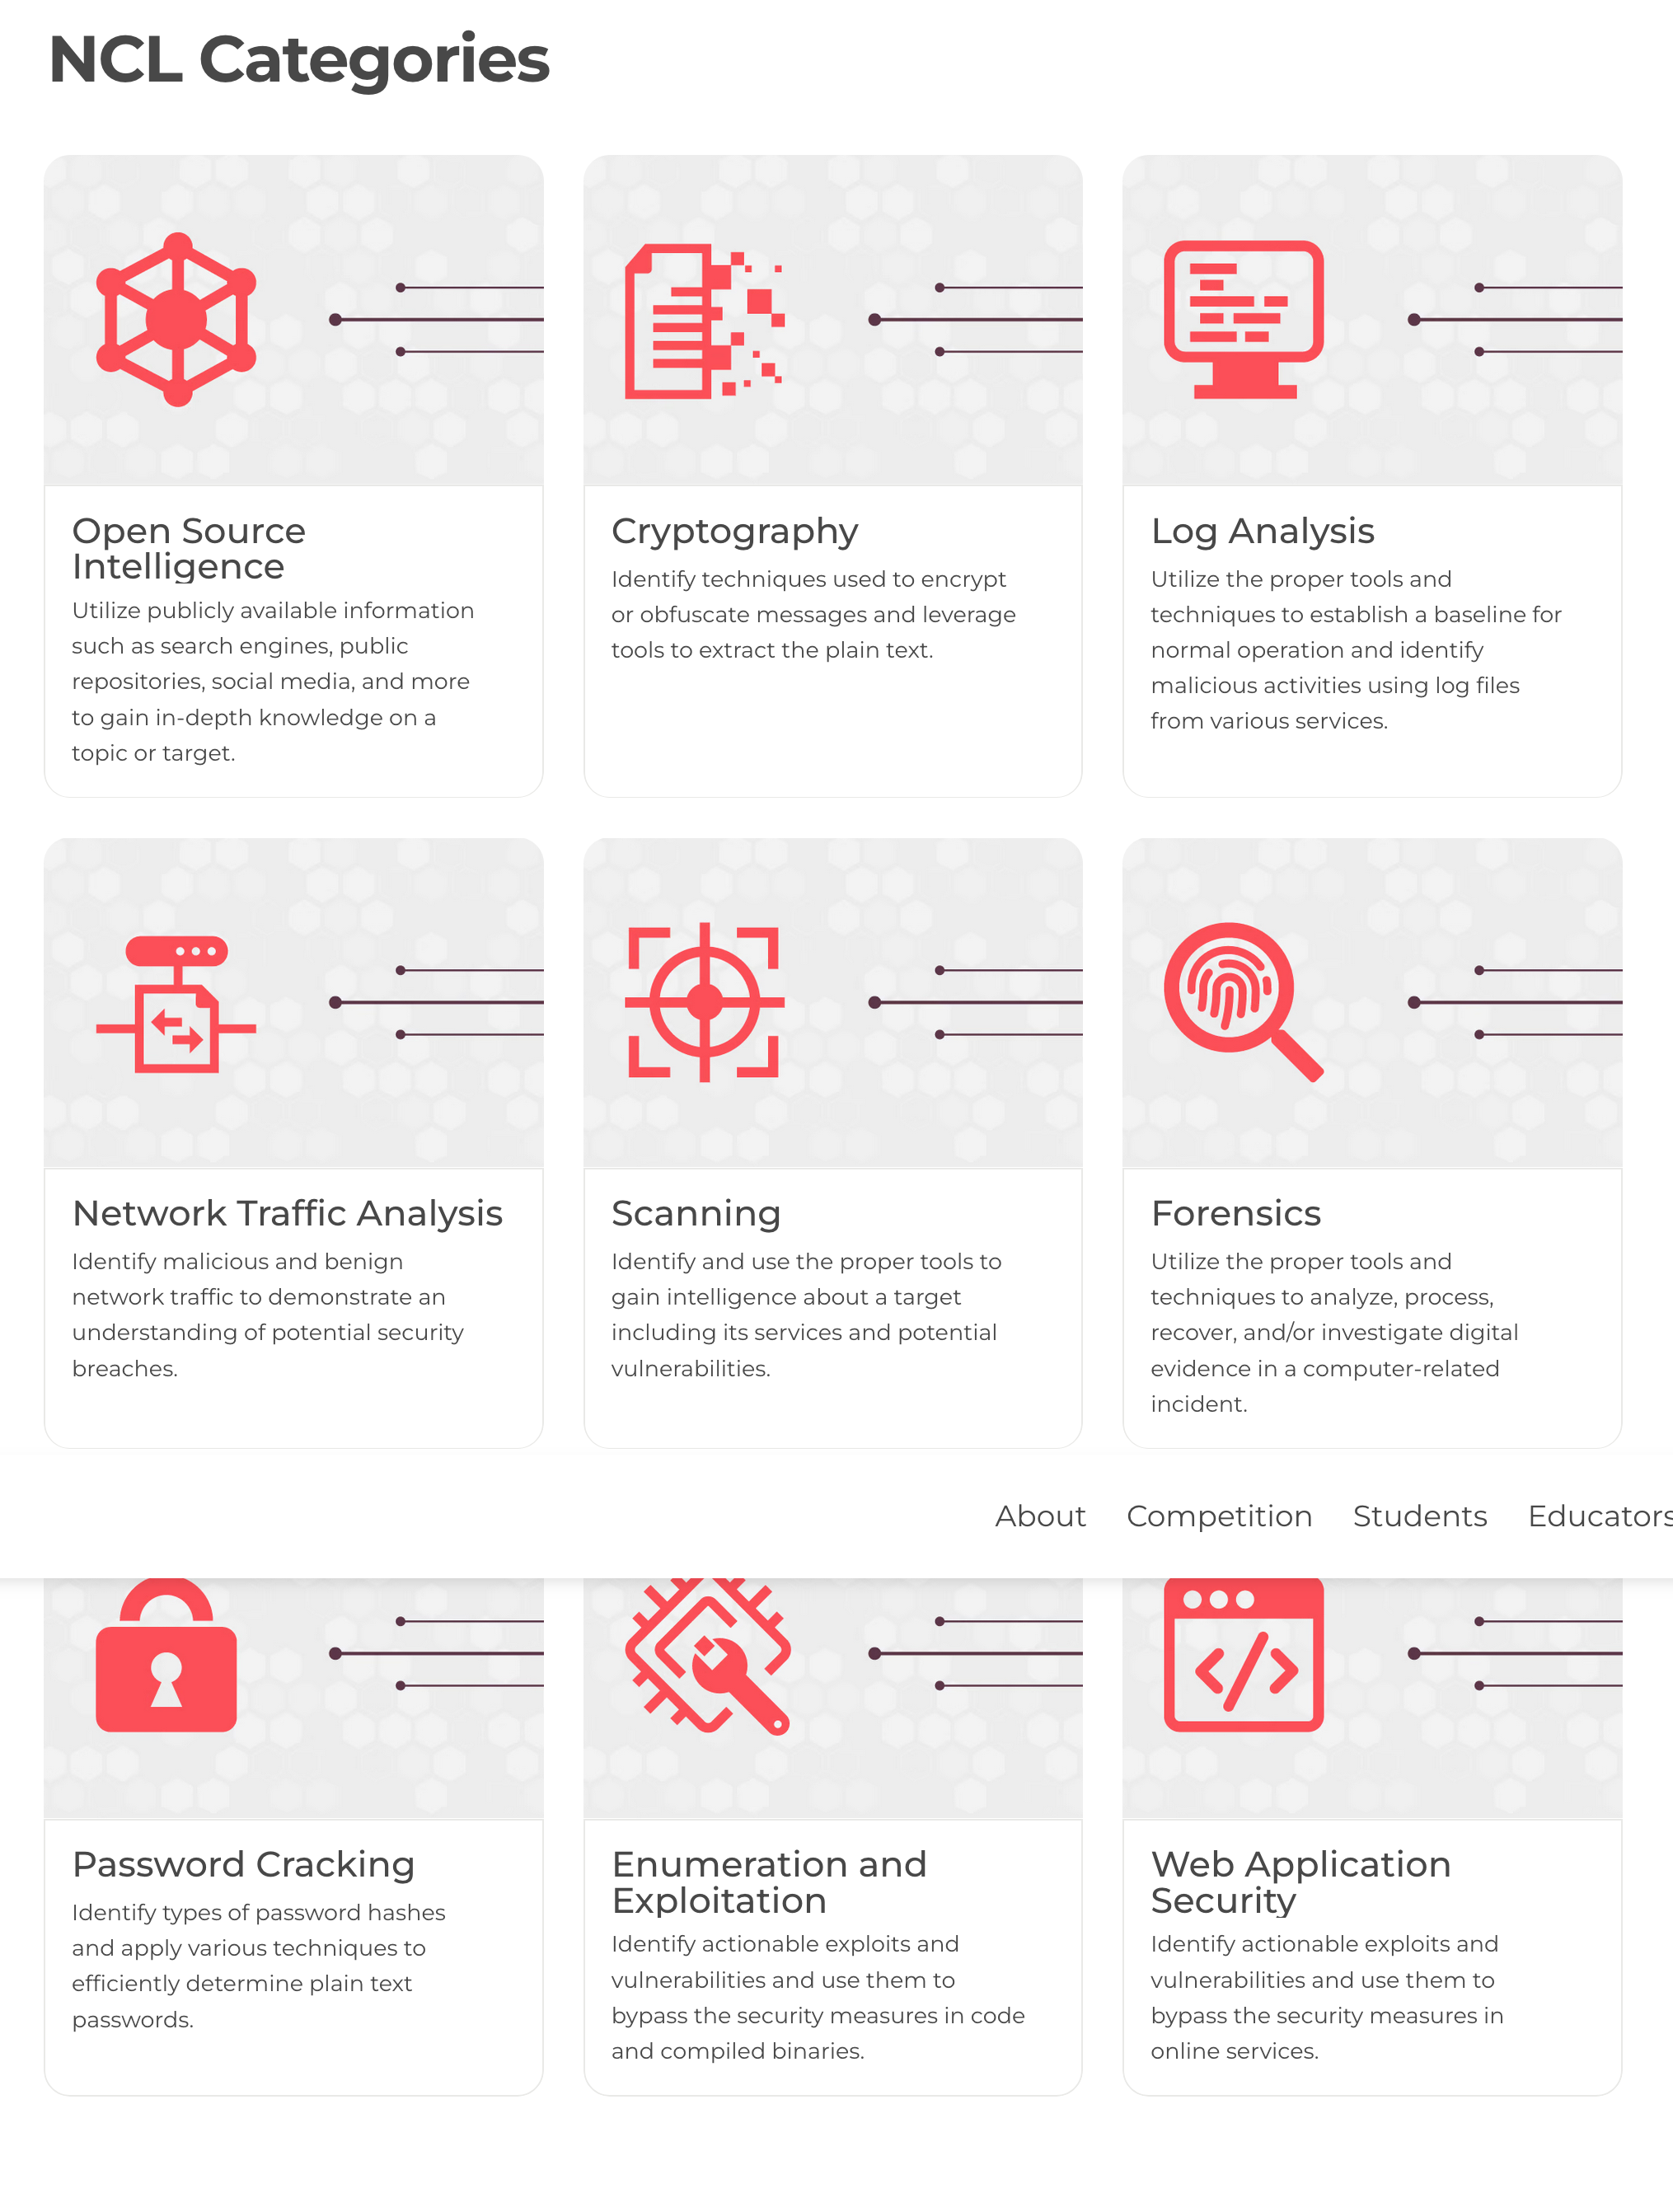 NCL Categories
Open Source
Intelligence
Utilize publicly available information
such as search engines, public
repositories, social media, and more
to gain in-depth knowledge on a
topic or target.
Cryptography
Identify techniques used to encrypt
or obfuscate messages and leverage
tools to extract the plain text.
Log Analysis
Utilize the proper tools and
techniques to establish a baseline for
normal operation and identify
malicious activities using log files
from various services.
Network Traffic Analysis
Identify malicious and benign
network traffic to demonstrate an
understanding of potential security
breaches.
Scanning
Identify and use the proper tools to
gain intelligence about a target
including its services and potential
vulnerabilities.
Forensics
Utilize the proper tools and
techniques to analyze, process,
recover, and/or investigate digital
evidence in a computer-related
incident.
About Competition Students Educators
Password Cracking
Identify types of password hashes
and apply various techniques to
efficiently determine plain text
passwords.
Enumeration and
Exploitation
Identify actionable exploits and
vulnerabilities and use them to
bypass the security measures in code
and compiled binaries.
Web Application
Security
Identify actionable exploits and
vulnerabilities and use them to
bypass the security measures in
online services.